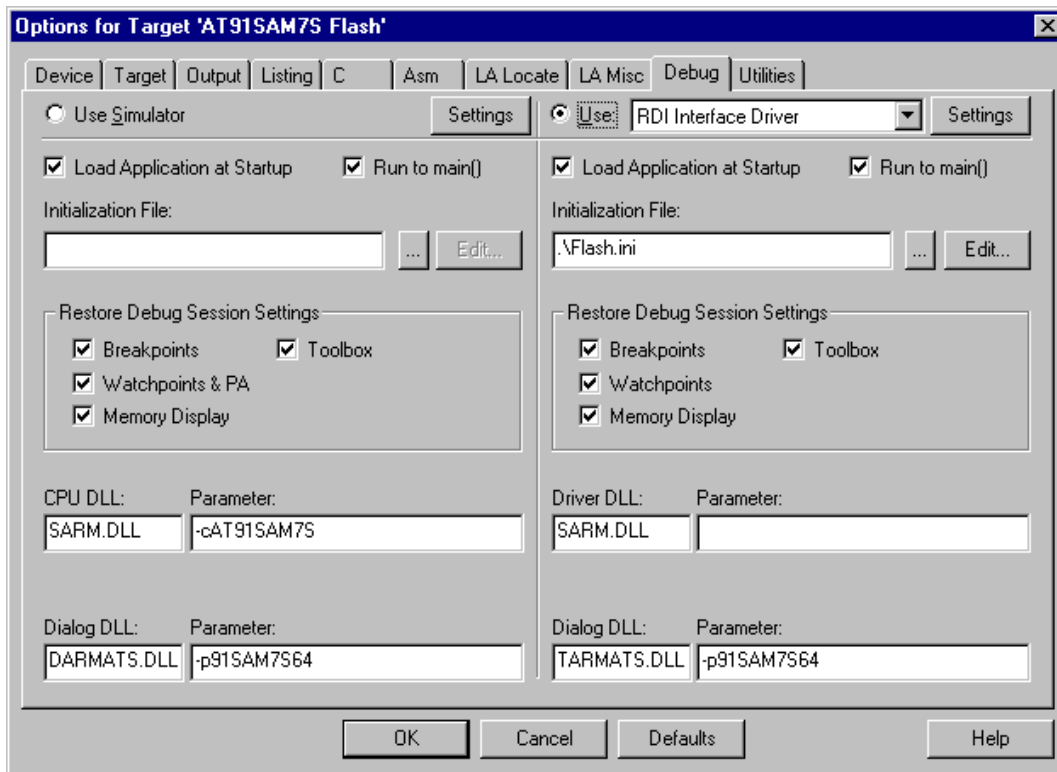 Options for Target 'AT91SAM7S Flash'
Device Target Output Listing C Asm LA Locate LA Misc Debug Utilities
Use Simulator Settings
Use: RDI Interface Driver Settings
Load Application at Startup Run to main()
Load Application at Startup Run to main()
Initialization File:
Initialization File:
... Edit...
.\Flash.ini ... Edit...
Restore Debug Session Settings
Restore Debug Session Settings
Breakpoints Toolbox
Breakpoints Toolbox
Watchpoints & PA
Watchpoints
Memory Display
Memory Display
CPU DLL: Parameter:
Driver DLL: Parameter:
SARM.DLL -cAT91SAM7S
SARM.DLL
Dialog DLL: Parameter:
Dialog DLL: Parameter:
DARMATS.DLL -p91SAM7S64
TARMATS.DLL -p91SAM7S64
OK Cancel Defaults Help